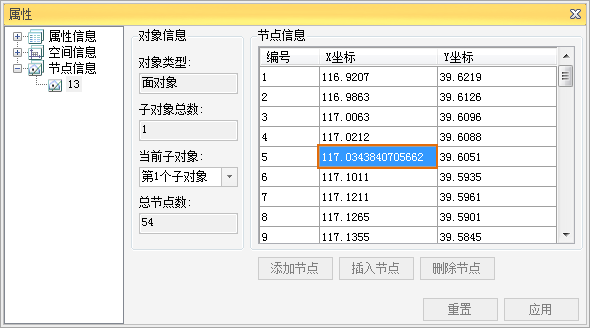 属性
属性信息
空间信息
节点信息
13
对象信息
对象类型:
面对象
子对象总数:
1
当前子对象:
第1个子对象
总节点数:
54
节点信息
编号 X坐标 Y坐标
1 116.9207 39.6219
2 116.9863 39.6126
3 117.0063 39.6096
4 117.0212 39.6088
5 117.0343840705662 39.6051
6 117.1011 39.5935
7 117.1211 39.5961
8 117.1265 39.5901
9 117.1355 39.5845
添加节点 插入节点 删除节点
重置 应用